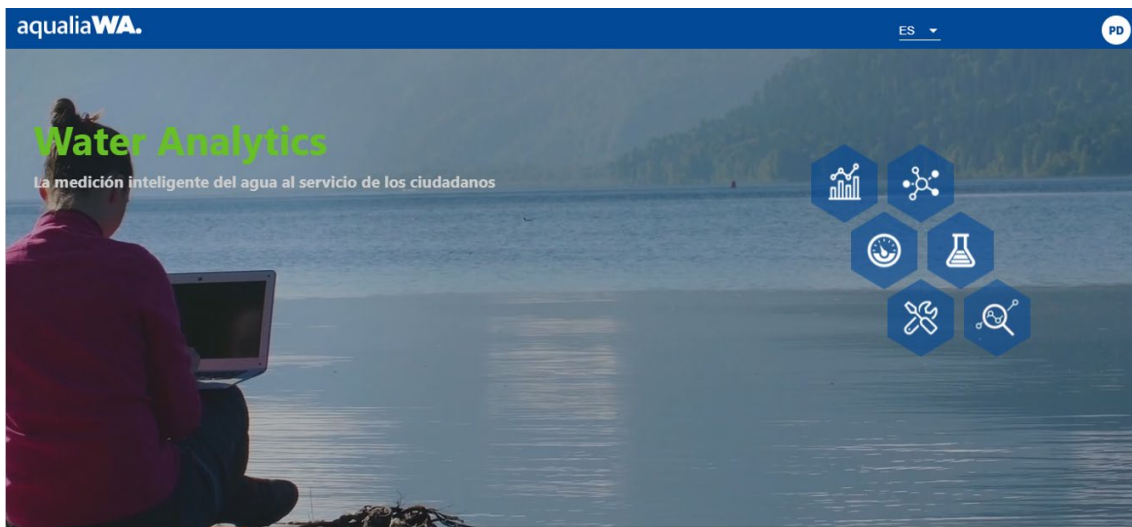 aqualiaWA.
ES
PD
Water Analytics
La medición inteligente del agua al servicio de los ciudadanos